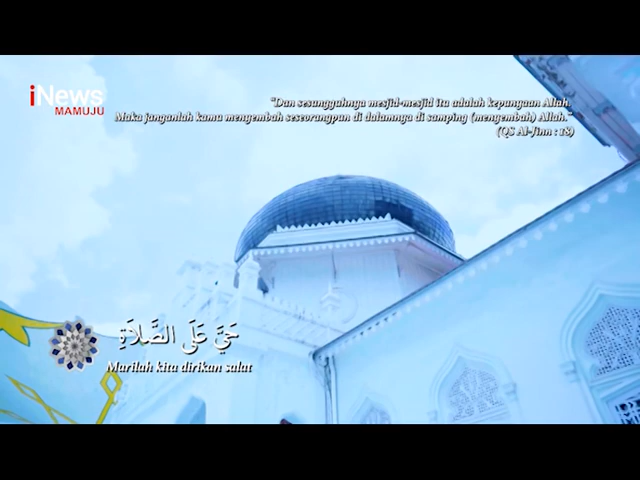 iNews
MAMUJU
"Dan sesungguhnya mesjid-mesjid itu adalah kepunyaan Allah.
Maka janganlah kamu menyembah seseorangpun di dalamnya di samping (menyembah) Allah."
(QS Al-Jinn : 18)
حَيَّ عَلَى الصَّلَاةِ
Marilah kita dirikan salat